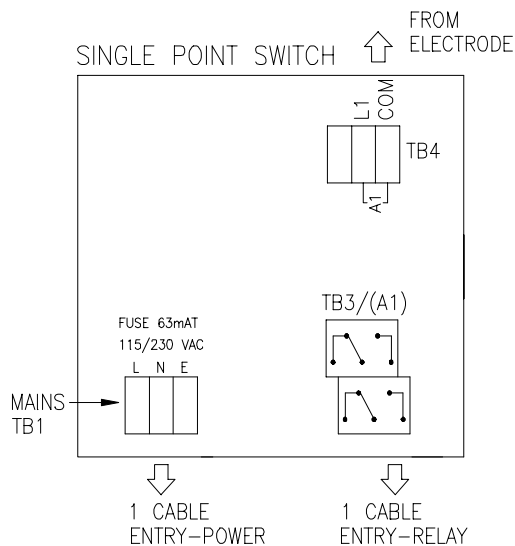 FROM
ELECTRODE
SINGLE POINT SWITCH
L1
COM
TB4
A1
TB3/(A1)
FUSE 63mAT
115/230 VAC
L N E
MAINS
TB1
1 CABLE
ENTRY-POWER
1 CABLE
ENTRY-RELAY